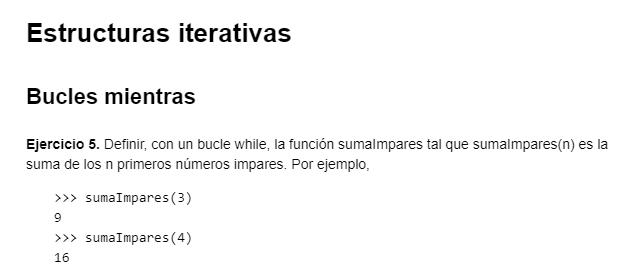 Estructuras iterativas
Bucles mientras
Ejercicio 5. Definir, con un bucle while, la función sumaImpares tal que sumaImpares(n) es la
suma de los n primeros números impares. Por ejemplo,
>>> sumaImpares(3)
9
>>> sumaImpares(4)
16